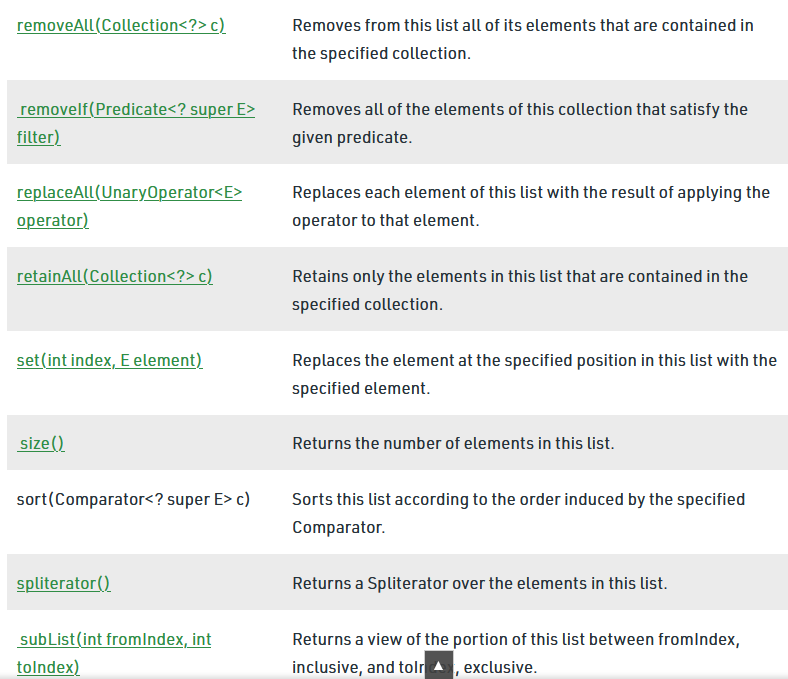 removeAll(Collection<?> c)
Removes from this list all of its elements that are contained in
the specified collection.
removeIf(Predicate<? super E>
filter)
Removes all of the elements of this collection that satisfy the
given predicate.
replaceAll(UnaryOperator<E>
operator)
Replaces each element of this list with the result of applying the
operator to that element.
retainAll(Collection<?> c)
Retains only the elements in this list that are contained in the
specified collection.
set(int index, E element)
Replaces the element at the specified position in this list with the
specified element.
size()
Returns the number of elements in this list.
sort(Comparator<? super E> c)
Sorts this list according to the order induced by the specified
Comparator.
spliterator()
Returns a Spliterator over the elements in this list.
subList(int fromIndex, int
toIndex)
Returns a view of the portion of this list between fromIndex,
inclusive, and toIndex, exclusive.